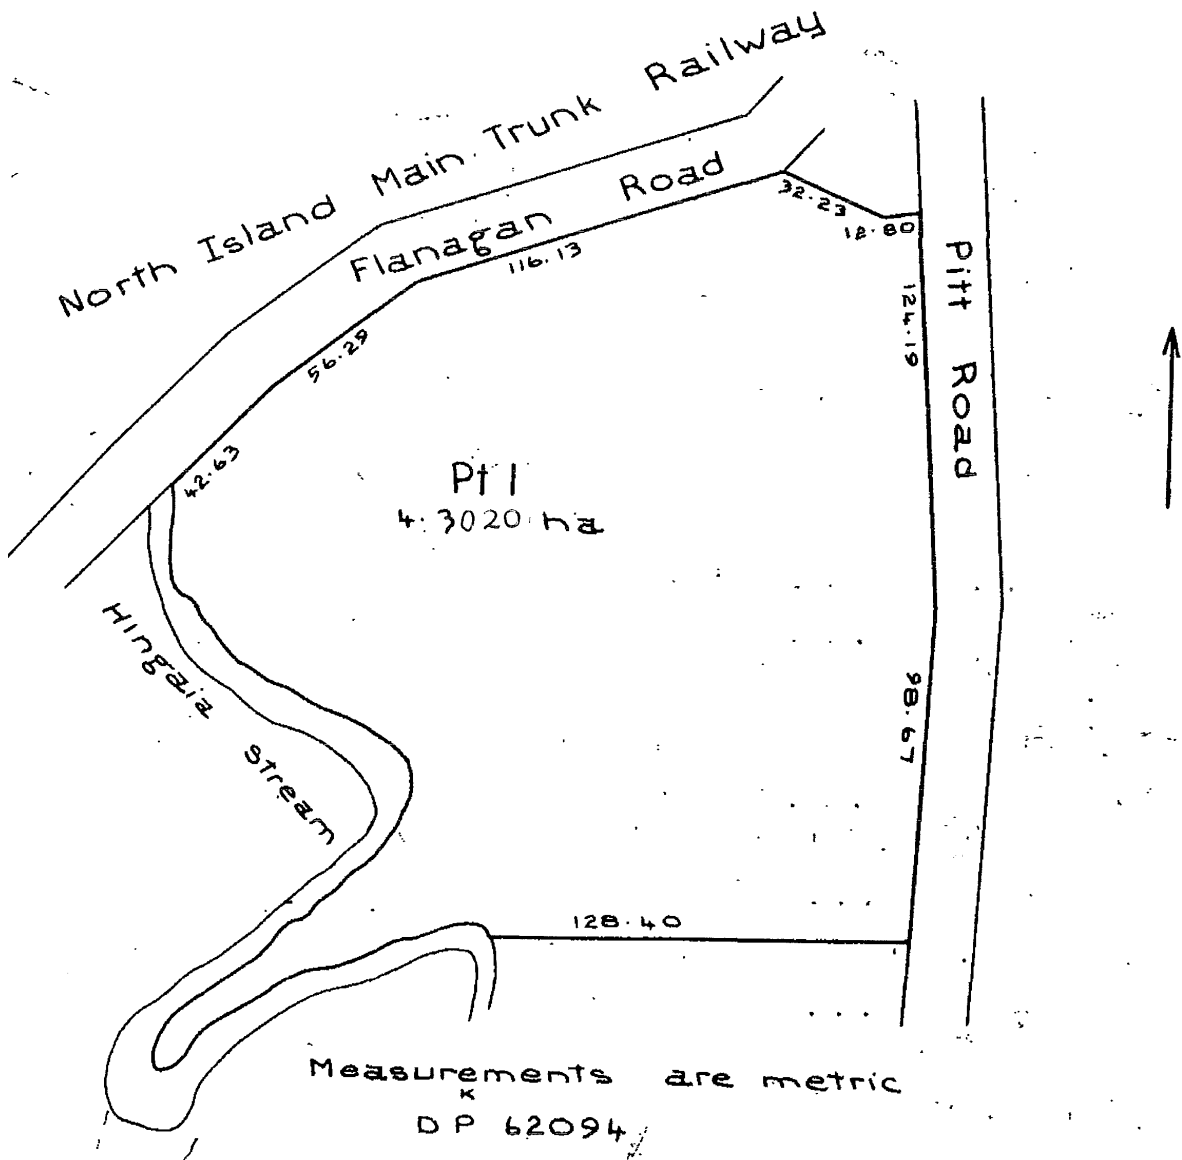 North Island Main Trunk Railway
Flanagan Road
116.13
32.23
12.80
56.29
42.63
124.19
Pitt Road
Pt 1
4.3020 ha
Hingaia Stream
98.67
128.40
Measurements are metric
x
DP 62094